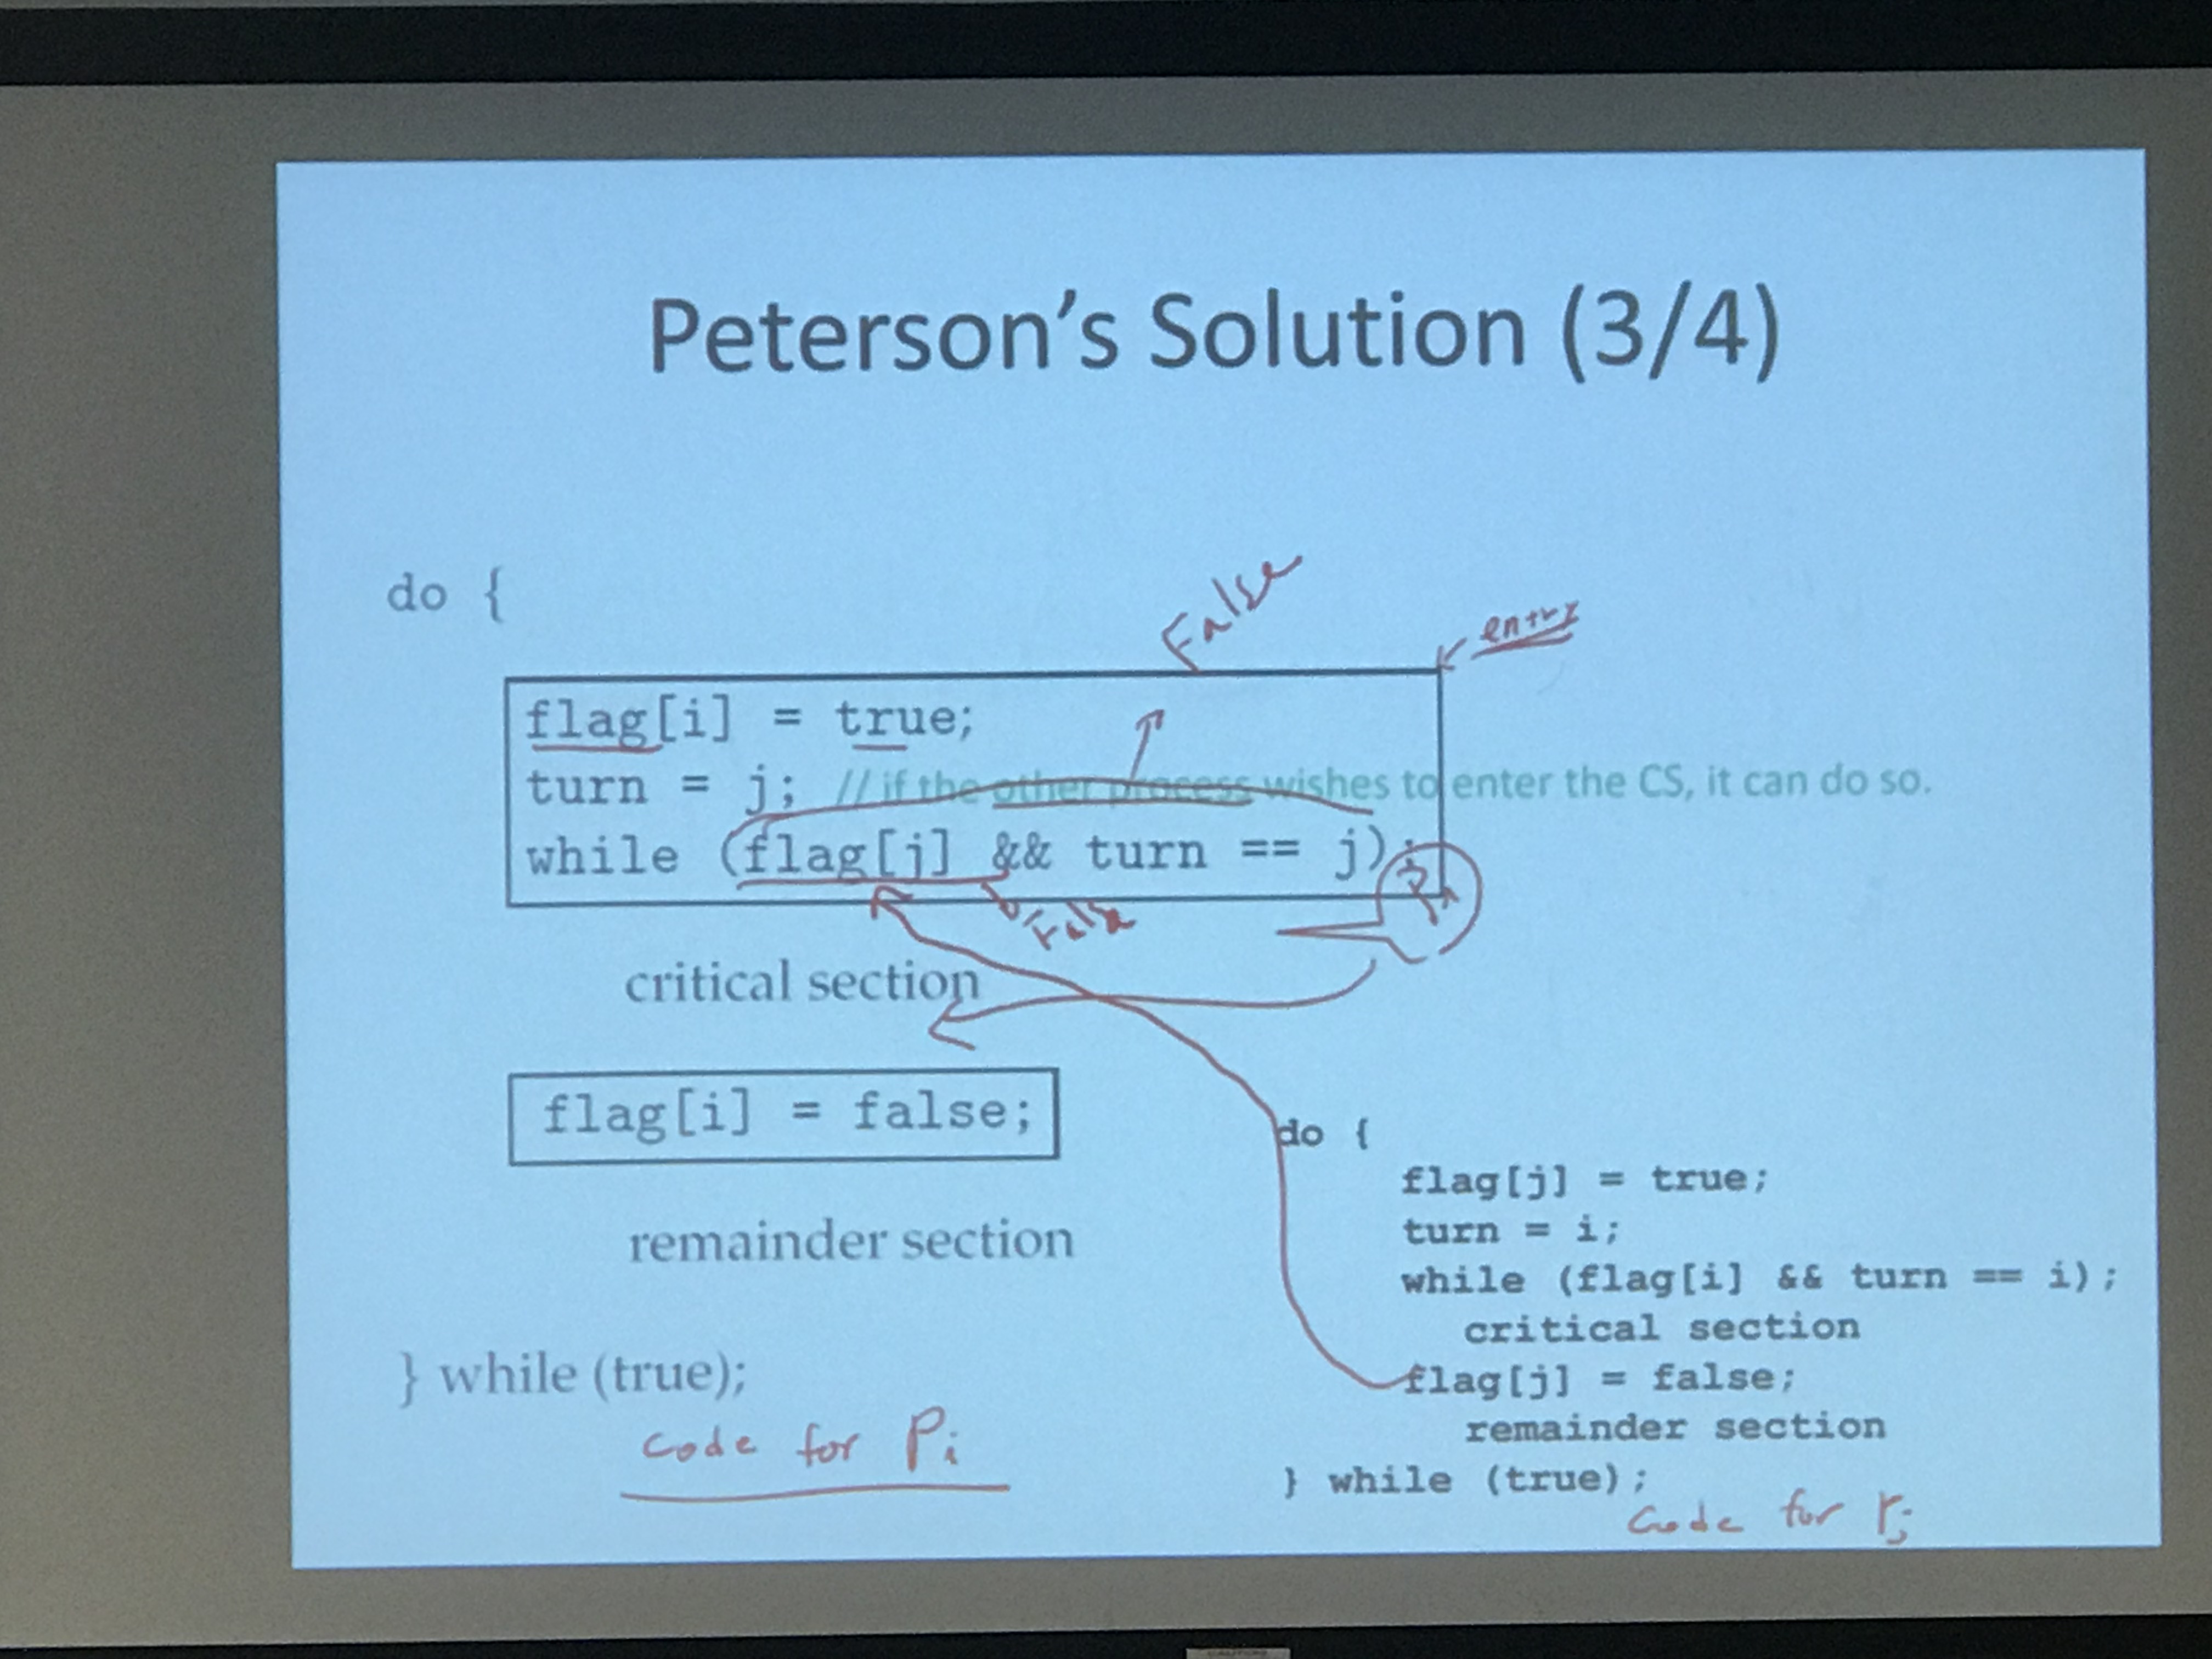 Peterson's Solution (3/4)
do {
False
entry
flag[i] = true;
turn = j; // if the other process wishes to enter the CS, it can do so.
while (flag[j] && turn == j);
Pi
False
critical section
flag[i] = false;
remainder section
} while (true);
code for Pi
do {
flag[j] = true;
turn = i;
while (flag[i] && turn == i);
critical section
flag[j] = false;
remainder section
} while (true);
code for Pj